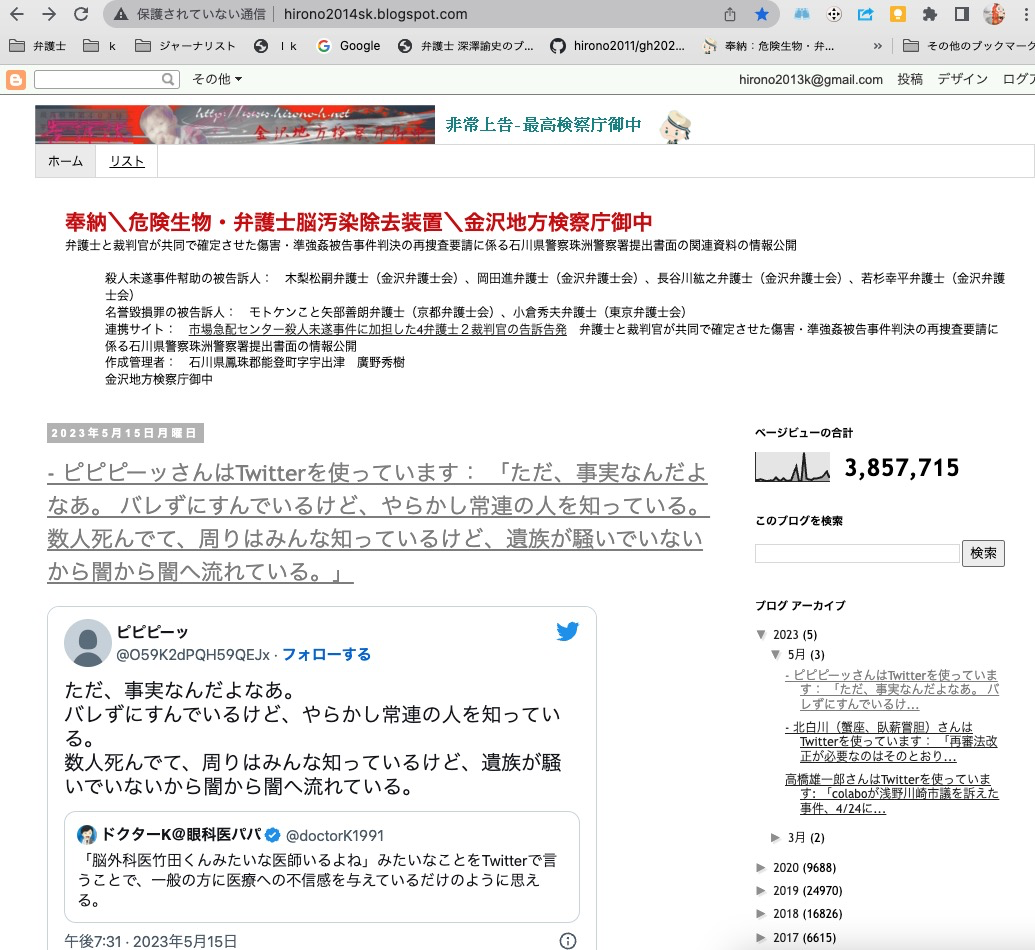 保護されていない通信 | hirono2014sk.blogspot.com
弁護士 k ジャーナリスト l k Google 弁護士 深澤諭史のブ... hirono2011/gh202... 奉納：危険生物・弁... » その他のブックマーク
その他 hirono2013k@gmail.com 投稿 デザイン ログア
http://www.hirono-h.net
金沢地方検察庁御中
非常上告-最高検察庁御中
ホーム リスト
奉納＼危険生物・弁護士脳汚染除去装置＼金沢地方検察庁御中
弁護士と裁判官が共同で確定させた傷害・準強姦被告事件判決の再捜査要請に係る石川県警察珠洲警察署提出書面の関連資料の情報公開
殺人未遂事件幇助の被告訴人： 木梨松嗣弁護士（金沢弁護士会）、岡田進弁護士（金沢弁護士会）、長谷川紘之弁護士（金沢弁護士会）、若杉幸平弁護士（金沢弁護
士会）
名誉毀損罪の被告訴人： モトケンこと矢部善朗弁護士（京都弁護士会）、小倉秀夫弁護士（東京弁護士会）
連携サイト： 市場急配センター殺人未遂事件に加担した4弁護士２裁判官の告訴告発 弁護士と裁判官が共同で確定させた傷害・準強姦被告事件判決の再捜査要請に
係る石川県警察珠洲警察署提出書面の情報公開
作成管理者： 石川県鳳珠郡能登町字宇出津 廣野秀樹
金沢地方検察庁御中
2023年5月15日月曜日
- ピピピーッさんはTwitterを使っています： 「ただ、事実なんだよ
なあ。 バレずにすんでいるけど、やらかし常連の人を知っている。
数人死んでて、周りはみんな知っているけど、遺族が騒いでいない
から闇から闇へ流れている。」
ピピピーッ
@O59K2dPQH59QEJx · フォローする
ただ、事実なんだよなあ。
バレずにすんでいるけど、やらかし常連の人を知ってい
る。
数人死んでて、周りはみんな知っているけど、遺族が騒
いでいないから闇から闇へ流れている。
ドクターK＠眼科医パパ @doctorK1991
「脳外科医竹田くんみたいな医師いるよね」みたいなことをTwitterで言
うことで、一般の方に医療への不信感を与えているだけのように思え
る。
午後7:31 · 2023年5月15日
ページビューの合計
3,857,715
このブログを検索
検索
ブログ アーカイブ
▼ 2023 (5)
▼ 5月 (3)
- ピピピーッさんはTwitterを使っていま
す： 「ただ、事実なんだよなあ。 バ
レずにすんでいるけ...
- 北白川（蟹座、臥薪嘗胆）さんは
Twitterを使っています： 「再審法改
正が必要なのはそのとおり...
高橋雄一郎さんはTwitterを使っていま
す: 「colaboが浅野川崎市議を訴えた
事件、4/24に...
► 3月 (2)
► 2020 (9688)
► 2019 (24970)
► 2018 (16826)
► 2017 (6615)